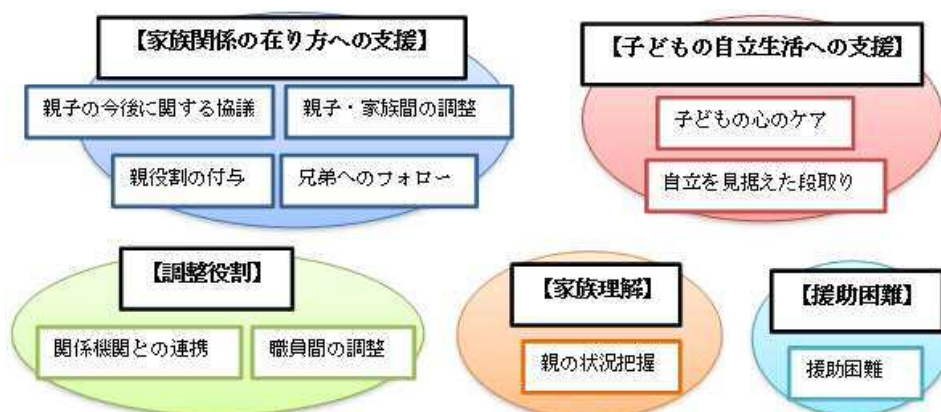 【家族関係の在り方への支援】
親子の今後に関する協議
親子・家族間の調整
親役割の付与
兄弟へのフォロー
【子どもの自立生活への支援】
子どもの心のケア
自立を見据えた段取り
【調整役割】
関係機関との連携
職員間の調整
【家族理解】
親の状況把握
【援助困難】
援助困難